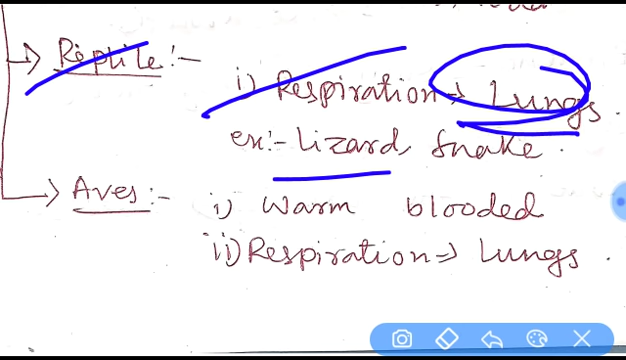 → Reptile :-
i) Respiration → Lungs.
ex:- Lizard, Snake.
→ Aves :- i) Warm blooded
ii) Respiration ⇒ Lungs.